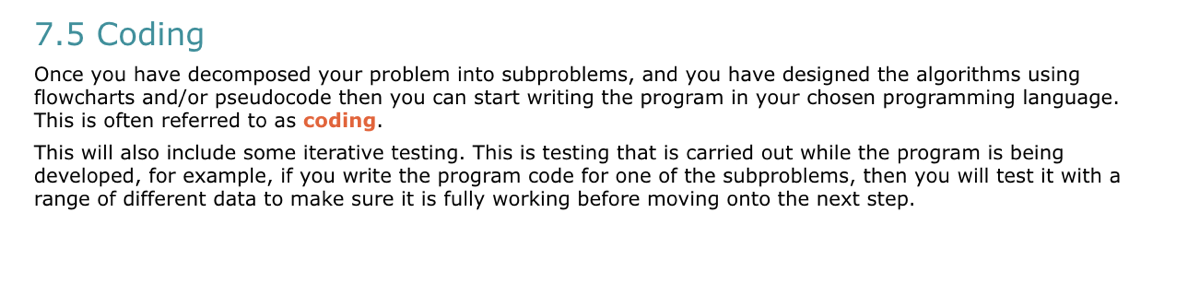 7.5 Coding
Once you have decomposed your problem into subproblems, and you have designed the algorithms using
flowcharts and/or pseudocode then you can start writing the program in your chosen programming language.
This is often referred to as coding.
This will also include some iterative testing. This is testing that is carried out while the program is being
developed, for example, if you write the program code for one of the subproblems, then you will test it with a
range of different data to make sure it is fully working before moving onto the next step.